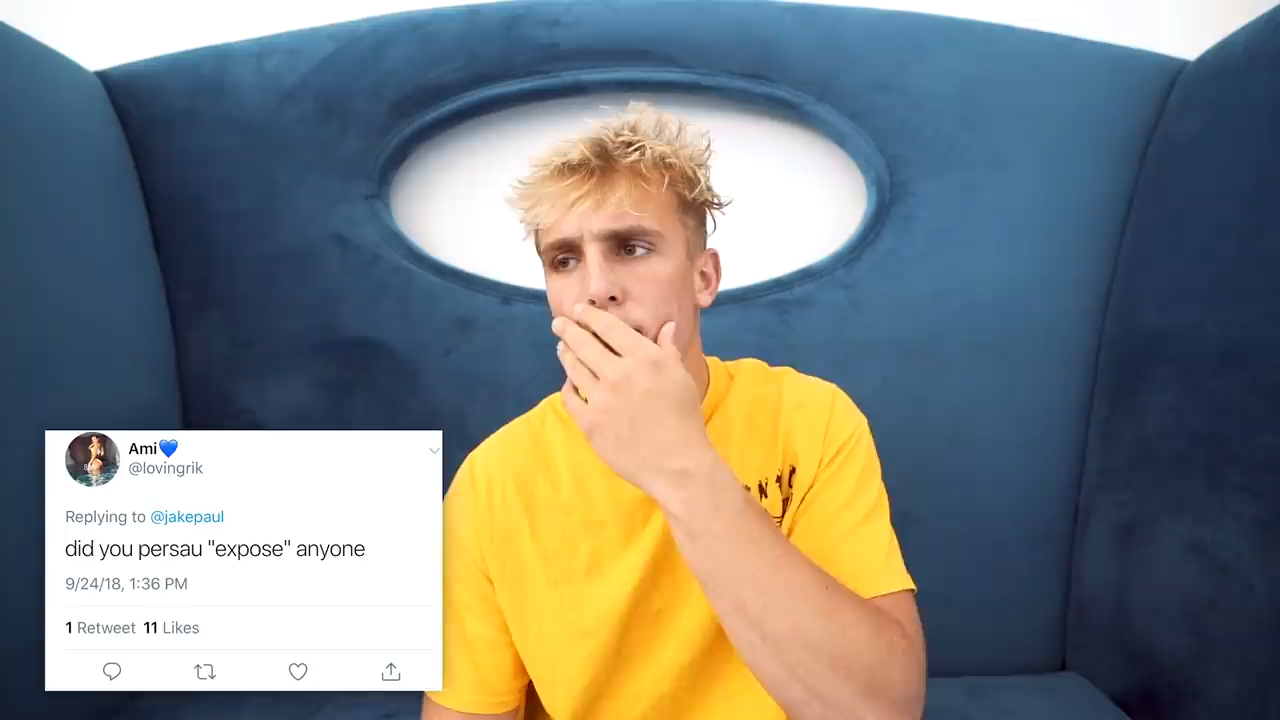 Ami💙
@lovingrik
Replying to @jakepaul
did you persau "expose" anyone
9/24/18, 1:36 PM
1 Retweet 11 Likes